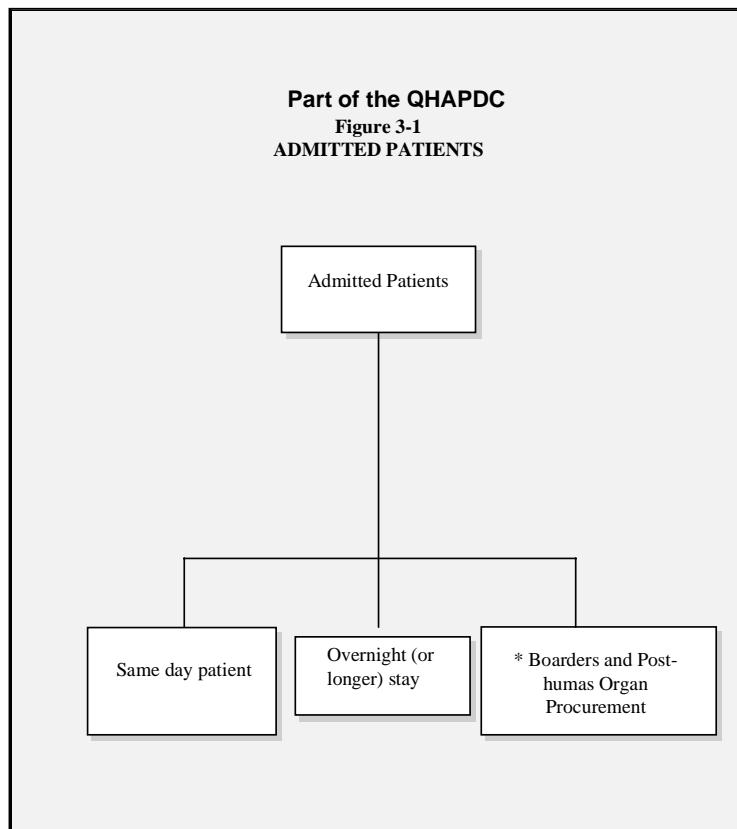 Part of the QHAPDC
Figure 3-1
ADMITTED PATIENTS
Admitted Patients
Same day patient
Overnight (or
longer) stay
* Boarders and Post-
humas Organ
Procurement